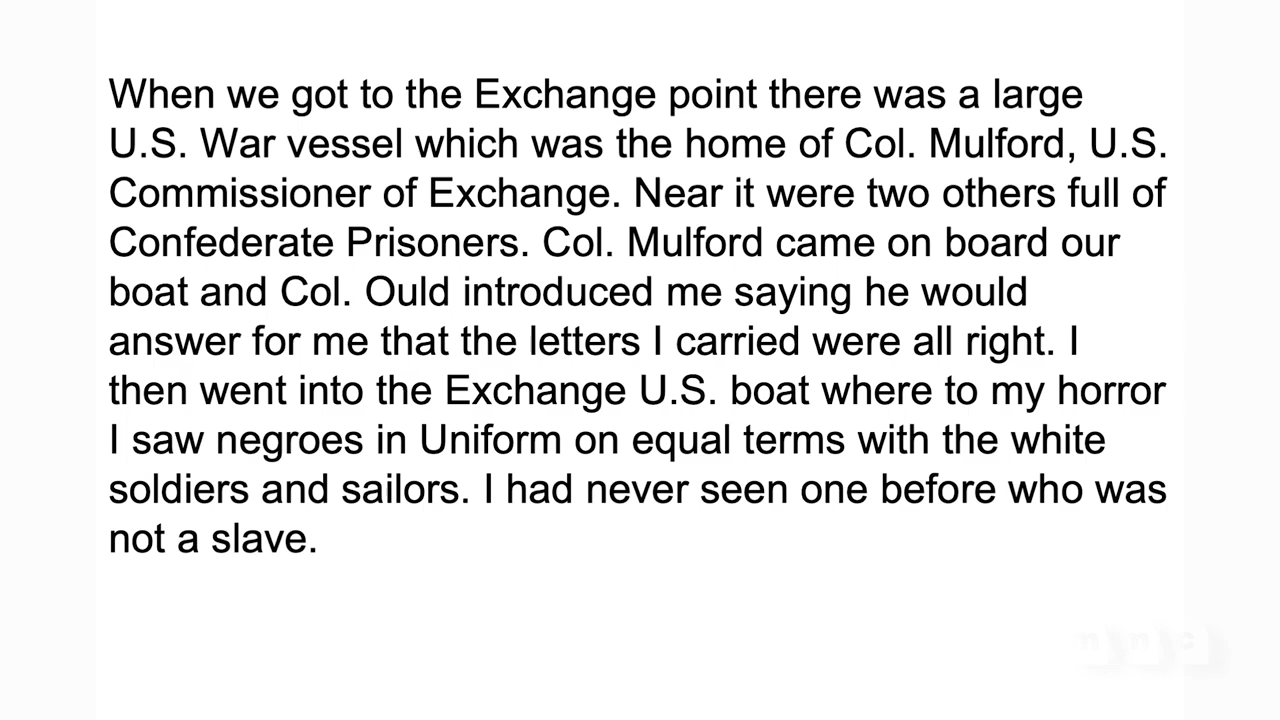 When we got to the Exchange point there was a large
U.S. War vessel which was the home of Col. Mulford, U.S.
Commissioner of Exchange. Near it were two others full of
Confederate Prisoners. Col. Mulford came on board our
boat and Col. Ould introduced me saying he would
answer for me that the letters I carried were all right. I
then went into the Exchange U.S. boat where to my horror
I saw negroes in Uniform on equal terms with the white
soldiers and sailors. I had never seen one before who was
not a slave.